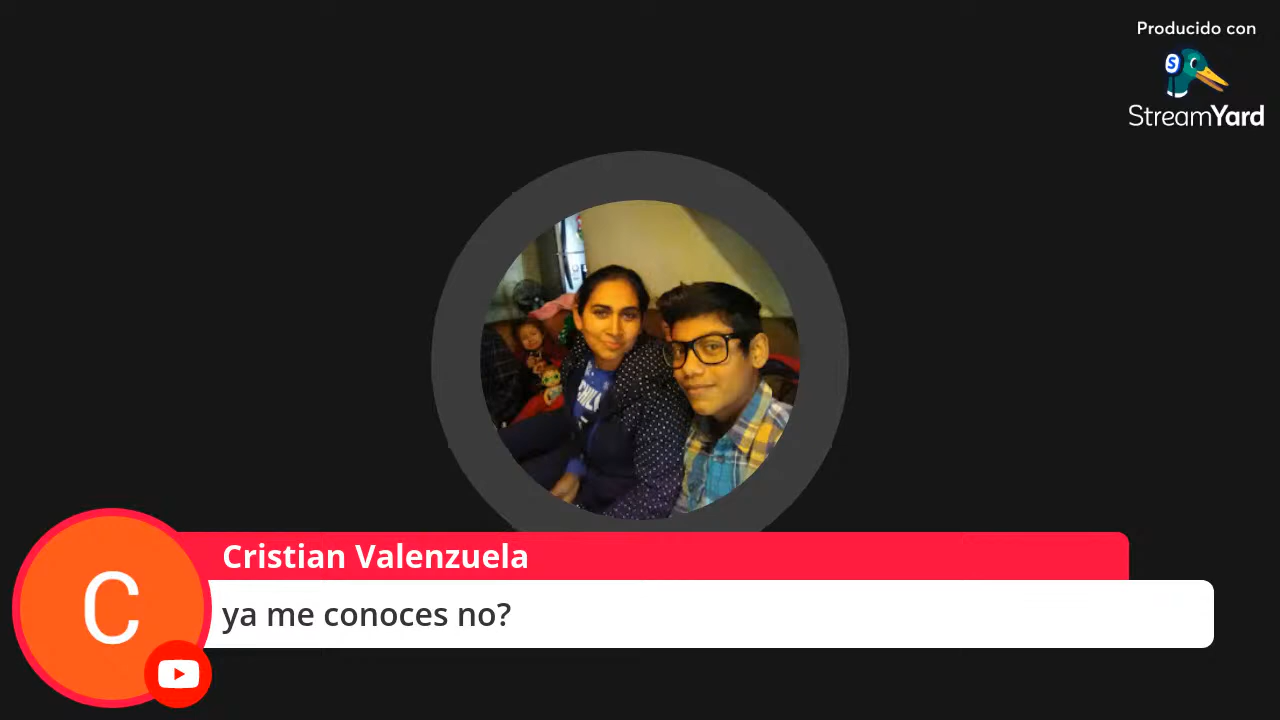 Producido con
StreamYard
Cristian Valenzuela
C
ya me conoces no?